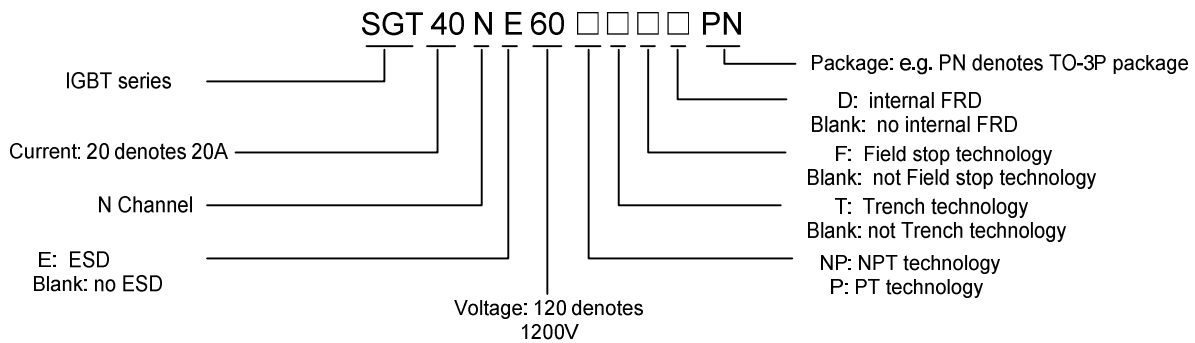 SGT 40 N E 60 □ □ □ □ PN
IGBT series
Current: 20 denotes 20A
N Channel
E: ESD
Blank: no ESD
Voltage: 120 denotes
1200V
Package: e.g. PN denotes TO-3P package
D: internal FRD
Blank: no internal FRD
F: Field stop technology
Blank: not Field stop technology
T: Trench technology
Blank: not Trench technology
NP: NPT technology
P: PT technology